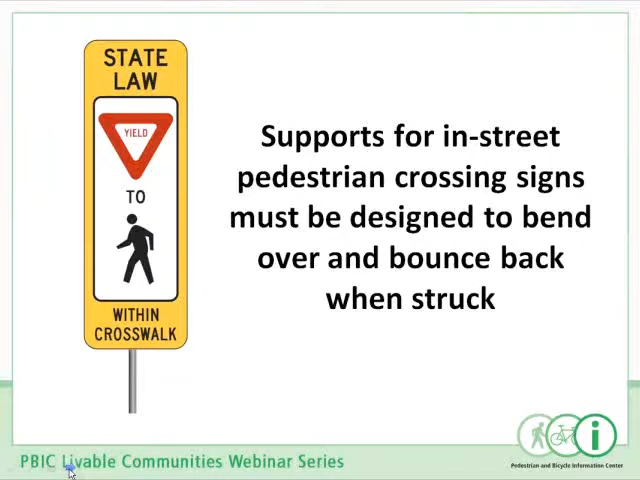 STATE
LAW
YIELD
TO
WITHIN
CROSSWALK
Supports for in-street
pedestrian crossing signs
must be designed to bend
over and bounce back
when struck
PBIC Livable Communities Webinar Series
i
Pedestrian and Bicycle Information Center